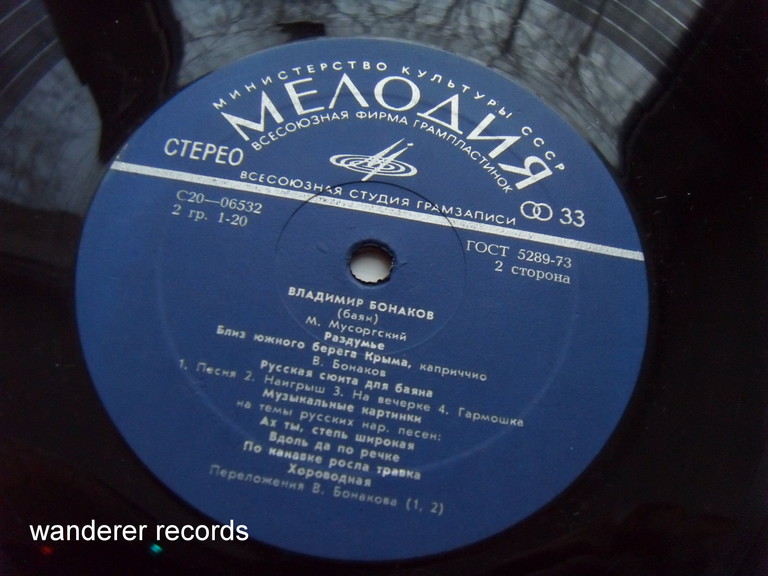 МИНИСТЕРСТВО КУЛЬТУРЫ СССР
МЕЛОДИЯ
ВСЕСОЮЗНАЯ ФИРМА ГРАМПЛАСТИНОК
СТЕРЕО
ВСЕСОЮЗНАЯ СТУДИЯ ГРАМЗАПИСИ
33
С20—06532
2 гр. 1-20
ГОСТ 5289-73
2 сторона
ВЛАДИМИР БОНАКОВ
(баян)
М. Мусоргский
Раздумье
Близ южного берега Крыма, каприччио
В. Бонаков
Русская сюита для баяна
1. Песня 2. Наигрыш 3. На вечерке 4. Гармошка
Музыкальные картинки
на темы русских нар. песен:
Ах ты, степь широкая
Вдоль да по речке
По канавке росла травка
Хороводная
Переложения В. Бонакова (1, 2)
wanderer records